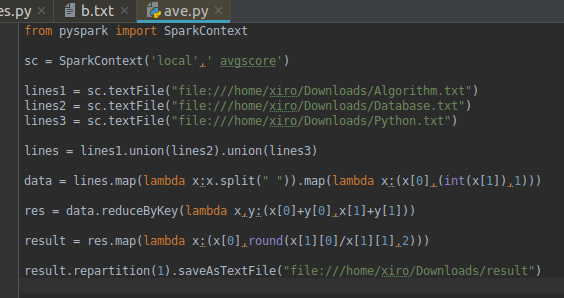 es.py × b.txt × ave.py ×
from pyspark import SparkContext
sc = SparkContext('local',' avgscore')
lines1 = sc.textFile("file:///home/xiro/Downloads/Algorithm.txt")
lines2 = sc.textFile("file:///home/xiro/Downloads/Database.txt")
lines3 = sc.textFile("file:///home/xiro/Downloads/Python.txt")
lines = lines1.union(lines2).union(lines3)
data = lines.map(lambda x:x.split(" ")).map(lambda x:(x[0],(int(x[1]),1)))
res = data.reduceByKey(lambda x,y:(x[0]+y[0],x[1]+y[1]))
result = res.map(lambda x:(x[0],round(x[1][0]/x[1][1],2)))
result.repartition(1).saveAsTextFile("file:///home/xiro/Downloads/result")